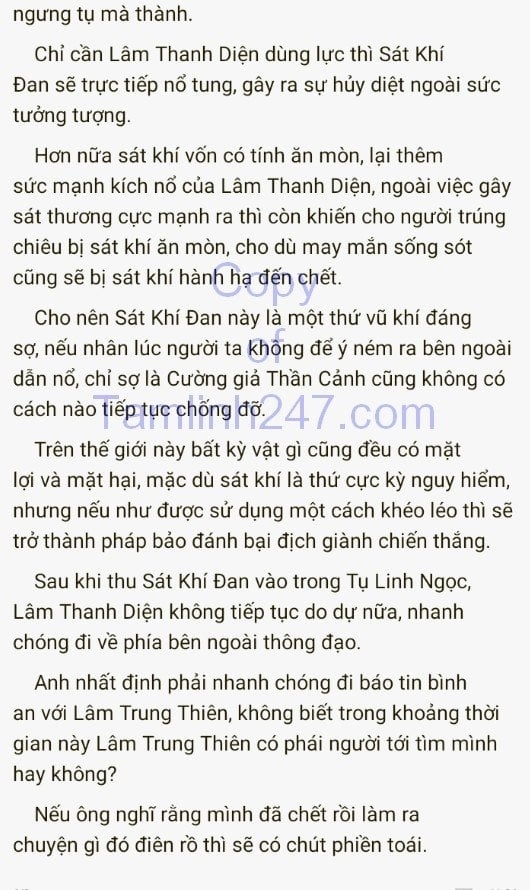 ngưng tụ mà thành.
Chỉ cần Lâm Thanh Diện dùng lực thì Sát Khí
Đan sẽ trực tiếp nổ tung, gây ra sự hủy diệt ngoài sức
tưởng tượng.
Hơn nữa sát khí vốn có tính ăn mòn, lại thêm
sức mạnh kích nổ của Lâm Thanh Diện, ngoài việc gây
sát thương cực mạnh ra thì còn khiến cho người trúng
chiêu bị sát khí ăn mòn, cho dù may mắn sống sót
cũng sẽ bị sát khí hành hạ đến chết.
Copy
Cho nên Sát Khí Đan này là một thứ vũ khí đáng
sợ, nếu nhân lúc người ta không để ý ném ra bên ngoài
of
dẫn nổ, chỉ sợ là Cường giả Thần Cảnh cũng không có
cách nào tiếp tục chống đỡ.
Tamlinh247.com
Trên thế giới này bất kỳ vật gì cũng đều có mặt
lợi và mặt hại, mặc dù sát khí là thứ cực kỳ nguy hiểm,
nhưng nếu như được sử dụng một cách khéo léo thì sẽ
trở thành pháp bảo đánh bại địch giành chiến thắng.
Sau khi thu Sát Khí Đan vào trong Tụ Linh Ngọc,
Lâm Thanh Diện không tiếp tục do dự nữa, nhanh
chóng đi về phía bên ngoài thông đạo.
Anh nhất định phải nhanh chóng đi báo tin bình
an với Lâm Trung Thiên, không biết trong khoảng thời
gian này Lâm Trung Thiên có phái người tới tìm mình
hay không?
Nếu ông nghĩ rằng mình đã chết rồi làm ra
chuyện gì đó điên rồ thì sẽ có chút phiền toái.